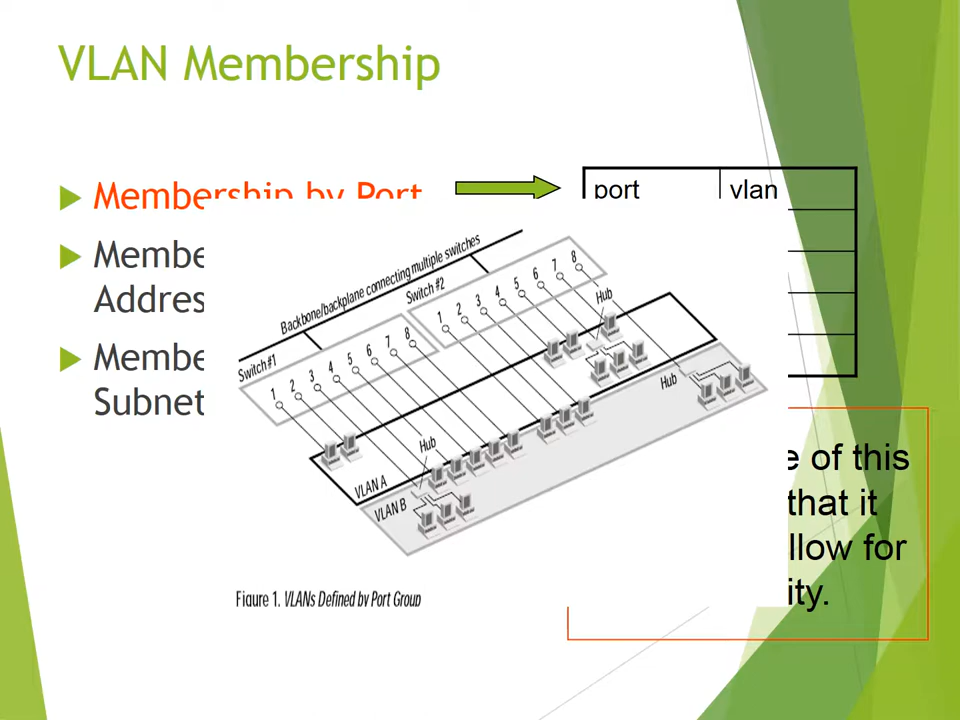 VLAN Membership
Membership by Port
port
vlan
Addres
Subnet
e of this
that it
llow for
ity.
Backbone/backplane connecting multiple switches
Switch #1
1 2 3 4 5 6 7 8
Switch #2
1 2 3 4 5 6 7 8
Hub
Hub
Hub
VLAN A
VLAN B
Figure 1. VLANs Defined by Port Group